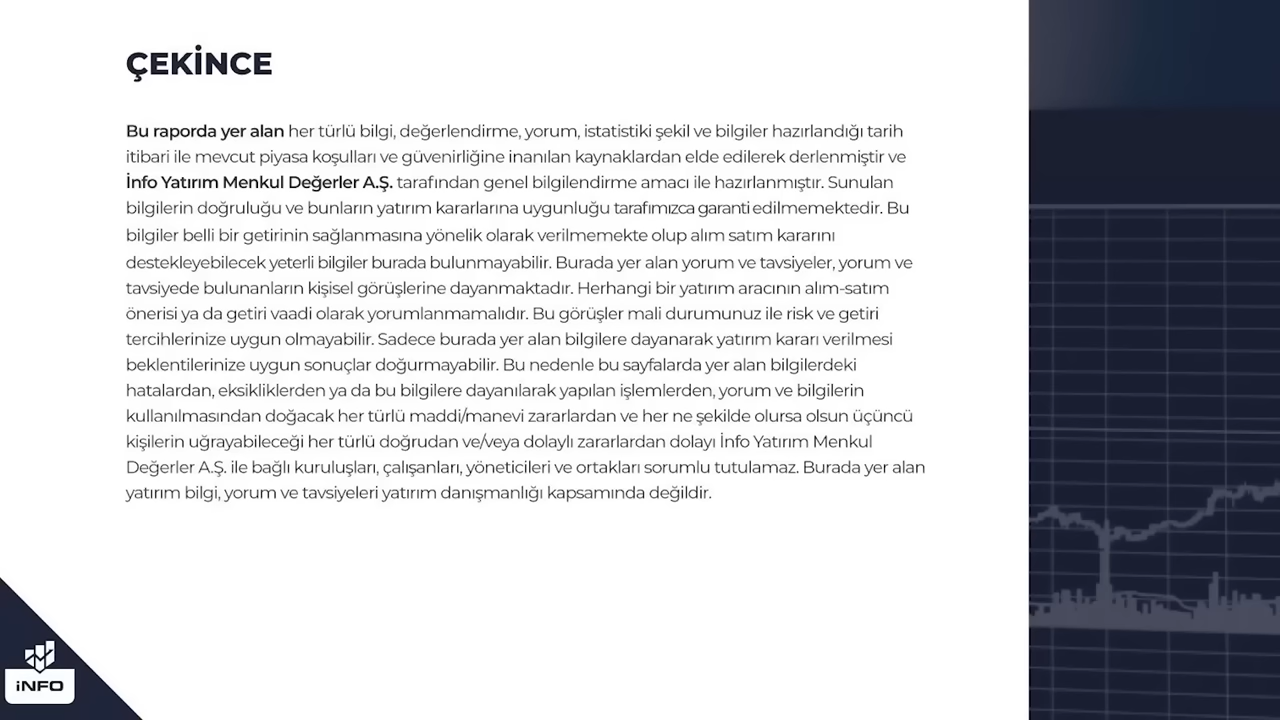 ÇEKİNCE
Bu raporda yer alan her türlü bilgi, değerlendirme, yorum, istatistiki şekil ve bilgiler hazırlandığı tarih
itibari ile mevcut piyasa koşulları ve güvenirliğine inanılan kaynaklardan elde edilerek derlenmiştir ve
İnfo Yatırım Menkul Değerler A.Ş. tarafından genel bilgilendirme amacı ile hazırlanmıştır. Sunulan
bilgilerin doğruluğu ve bunların yatırım kararlarına uygunluğu tarafımızca garanti edilmemektedir. Bu
bilgiler belli bir getirinin sağlanmasına yönelik olarak verilmemekte olup alım satım kararını
destekleyebilecek yeterli bilgiler burada bulunmayabilir. Burada yer alan yorum ve tavsiyeler, yorum ve
tavsiyede bulunanların kişisel görüşlerine dayanmaktadır. Herhangi bir yatırım aracının alım-satım
önerisi ya da getiri vaadi olarak yorumlanmamalıdır. Bu görüşler mali durumunuz ile risk ve getiri
tercihlerinize uygun olmayabilir. Sadece burada yer alan bilgilere dayanarak yatırım kararı verilmesi
beklentilerinize uygun sonuçlar doğurmayabilir. Bu nedenle bu sayfalarda yer alan bilgilerdeki
hatalardan, eksikliklerden ya da bu bilgilere dayanılarak yapılan işlemlerden, yorum ve bilgilerin
kullanılmasından doğacak her türlü maddi/manevi zararlardan ve her ne şekilde olursa olsun üçüncü
kişilerin uğrayabileceği her türlü doğrudan ve/veya dolaylı zararlardan dolayı İnfo Yatırım Menkul
Değerler A.Ş. ile bağlı kuruluşları, çalışanları, yöneticileri ve ortakları sorumlu tutulamaz. Burada yer alan
yatırım bilgi, yorum ve tavsiyeleri yatırım danışmanlığı kapsamında değildir.
iNFO